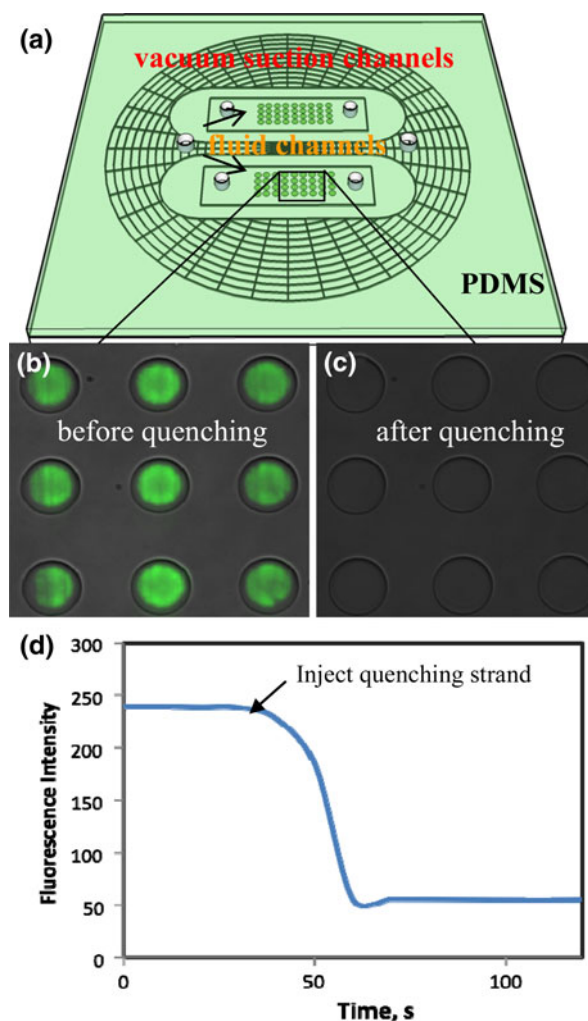 (a)
vacuum suction channels
fluid channels
PDMS
(b)
before quenching
(c)
after quenching
(d)
300
250
200
150
100
50
0
Fluorescence Intensity
Inject quenching strand
0
50
100
Time, s